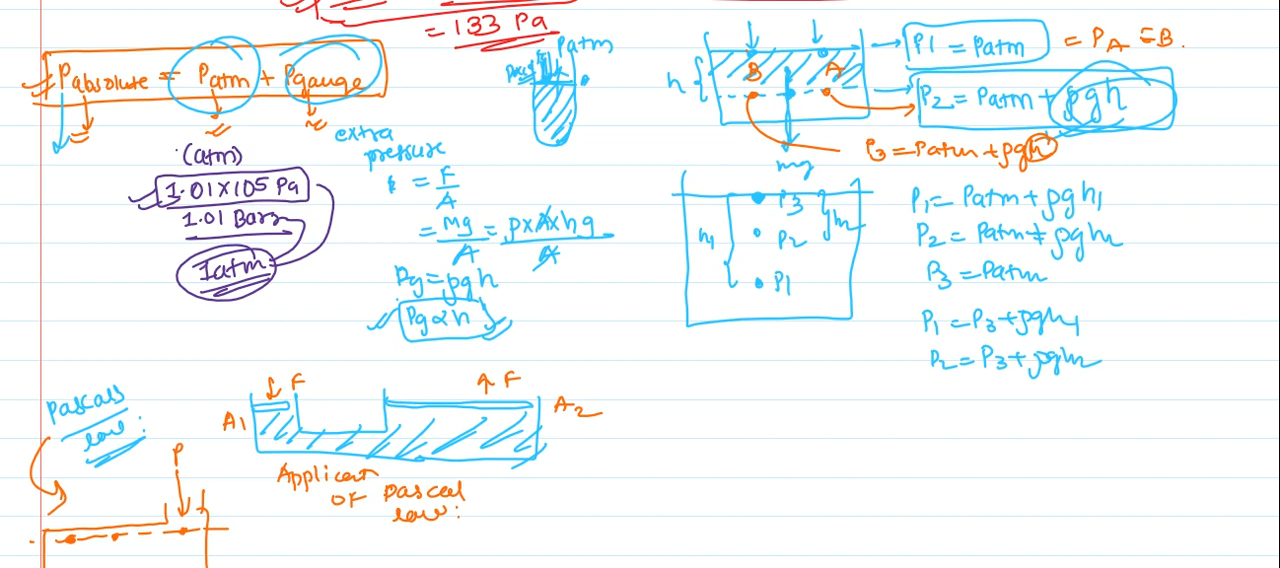 = 133 Pa
Pabsolute = Patm + Pgauge
(atm)
1.01×105 Pa
1.01 Bars
1atm
extra
pressure
= F/A
= mg/A = ρ×A×hg/A
Pg = ρgh
Pg ∝ h
Patm
h
B A
mg
P1 = Patm = PA = B.
P2 = Patm + ρgh
P3 = Patm + ρgh
P3
P2
P1
h1
h2
P1 = Patm + ρgh1
P2 = Patm + ρgh2
P3 = Patm
P1 = P3 + ρgh1
P2 = P3 + ρgh2
Pascals
law:
P
F
A1
F
A2
Applicatn
OF pascal
law: